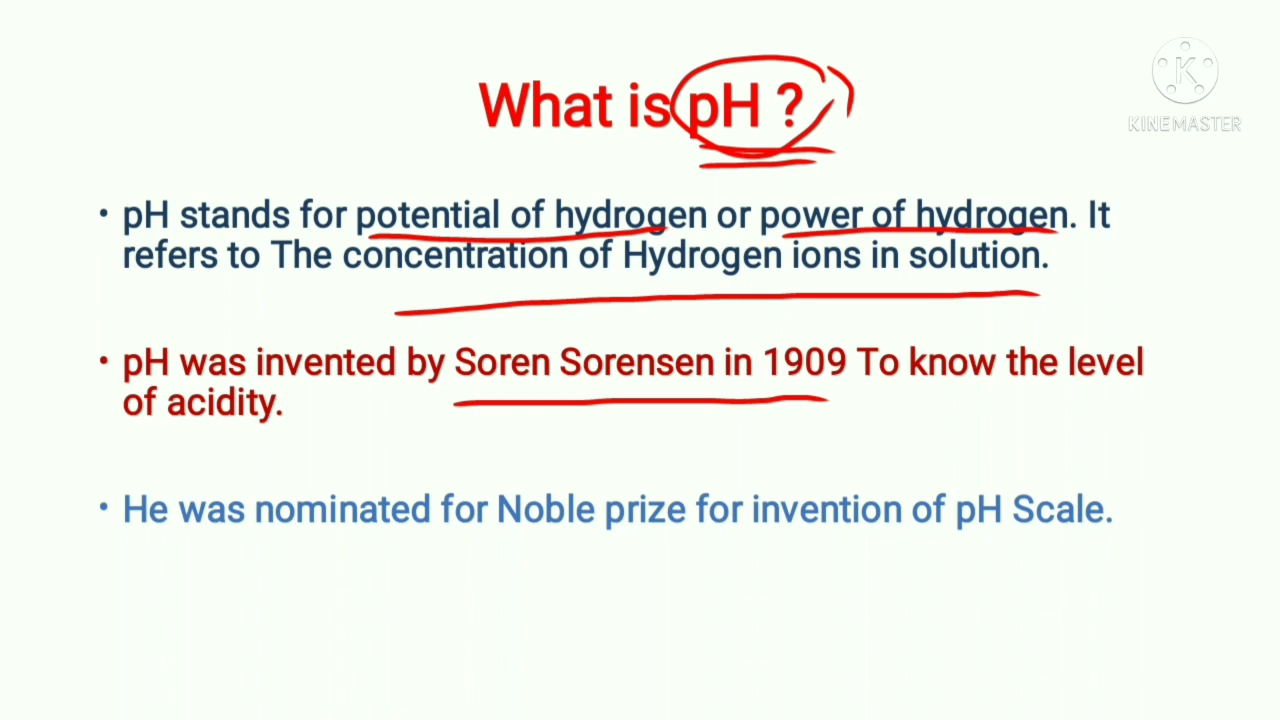 What is pH ?
K
KINEMASTER
• pH stands for potential of hydrogen or power of hydrogen. It
refers to The concentration of Hydrogen ions in solution.
• pH was invented by Soren Sorensen in 1909 To know the level
of acidity.
• He was nominated for Noble prize for invention of pH Scale.